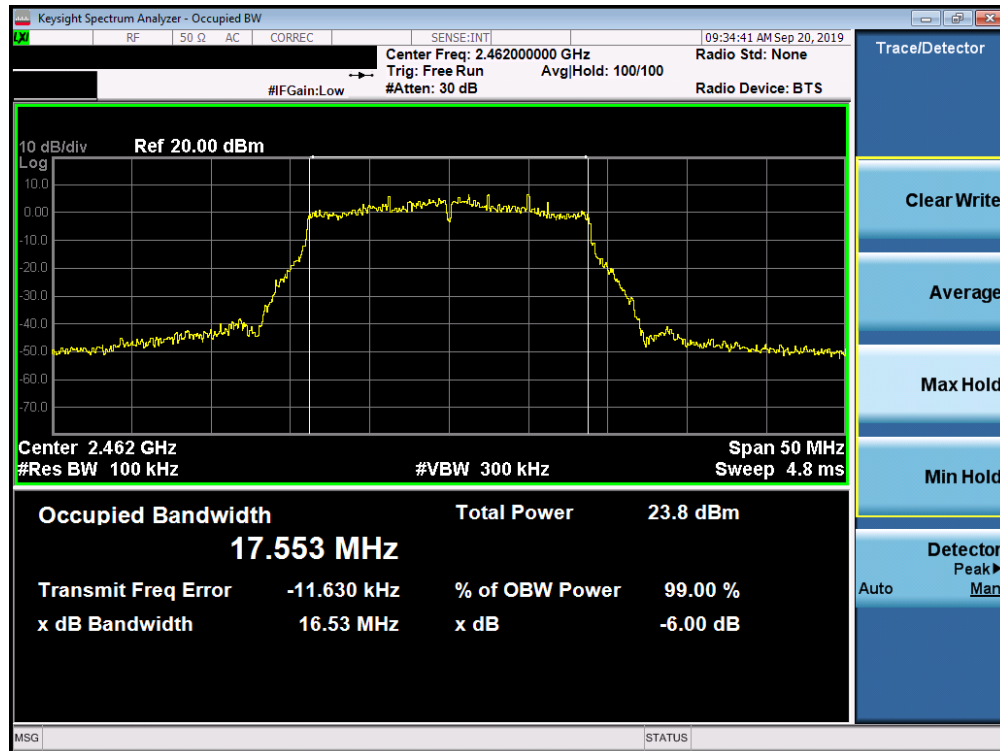 Keysight Spectrum Analyzer - Occupied BW
LXI RF 50 Ω AC CORREC SENSE:INT 09:34:41 AM Sep 20, 2019
Center Freq: 2.462000000 GHz Radio Std: None
Trig: Free Run Avg|Hold: 100/100
#IFGain:Low #Atten: 30 dB Radio Device: BTS
Trace/Detector
10 dB/div Ref 20.00 dBm
Log
10.0
0.00
-10.0
-20.0
-30.0
-40.0
-50.0
-60.0
-70.0
Center 2.462 GHz Span 50 MHz
#Res BW 100 kHz #VBW 300 kHz Sweep 4.8 ms
Occupied Bandwidth Total Power 23.8 dBm
17.553 MHz
Transmit Freq Error -11.630 kHz % of OBW Power 99.00 %
x dB Bandwidth 16.53 MHz x dB -6.00 dB
Clear Write
Average
Max Hold
Min Hold
Detector
Peak▶
Auto Man
MSG STATUS